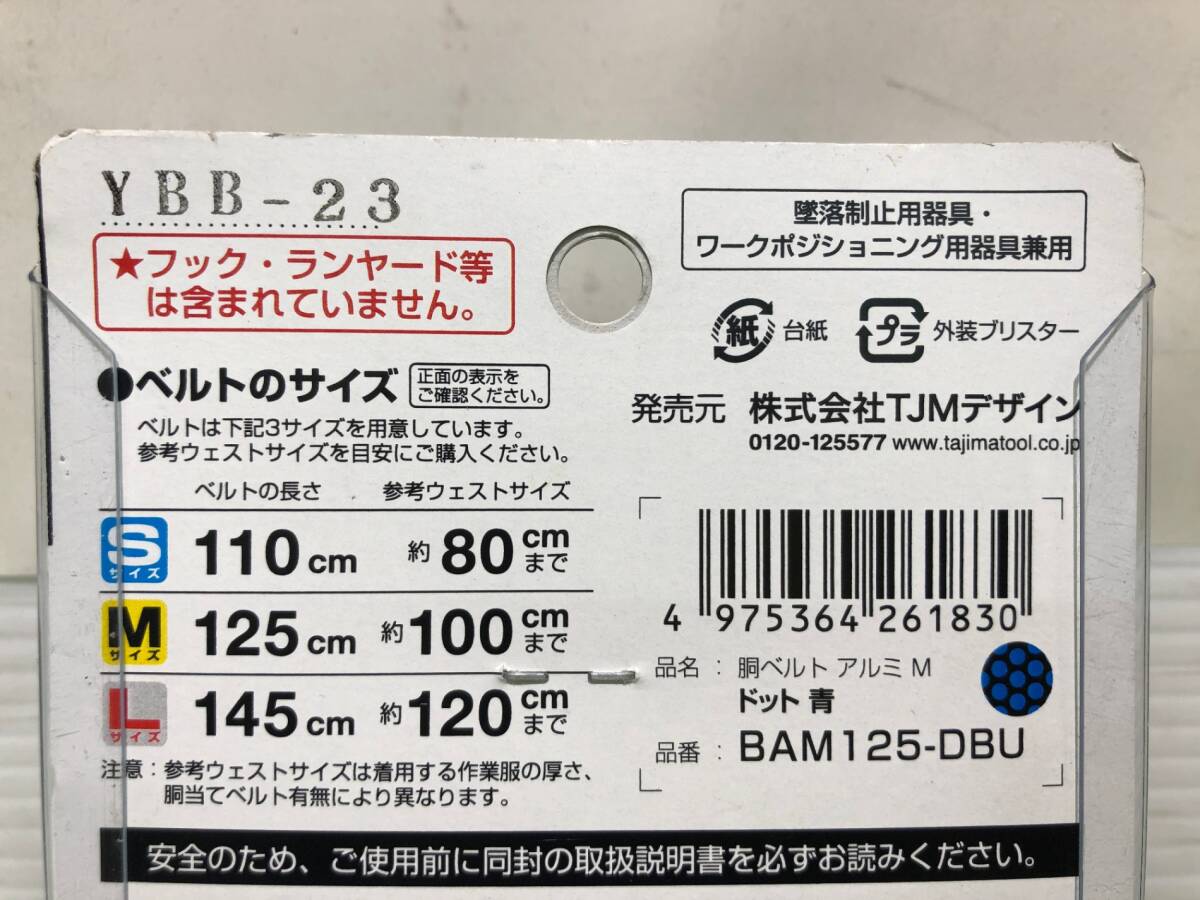 YBB-23
★フック・ランヤード等
は含まれていません。
墜落制止用器具・
ワークポジショニング用器具兼用
紙 台紙 プラ 外装ブリスター
●ベルトのサイズ 正面の表示を
ご確認ください。
ベルトは下記3サイズを用意しています。
参考ウェストサイズを目安にご購入ください。
発売元 株式会社TJMデザイン
0120-125577 www.tajimatool.co.jp
ベルトの長さ 参考ウェストサイズ
S サイズ 110cm 約80cmまで
M サイズ 125cm 約100cmまで
L サイズ 145cm 約120cmまで
注意：参考ウェストサイズは着用する作業服の厚さ、
胴当てベルト有無により異なります。
4 975364 261830
品名：胴ベルト アルミ M
ドット 青
品番：BAM125-DBU
安全のため、ご使用前に同封の取扱説明書を必ずお読みください。